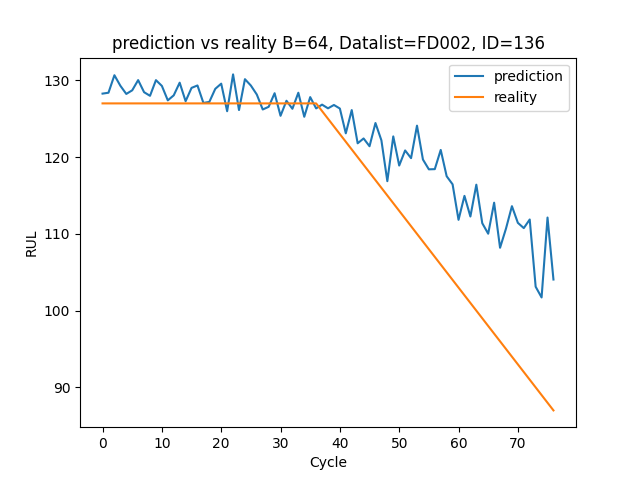 prediction vs reality B=64, Datalist=FD002, ID=136
prediction
reality
130
120
110
100
90
RUL
0 10 20 30 40 50 60 70
Cycle